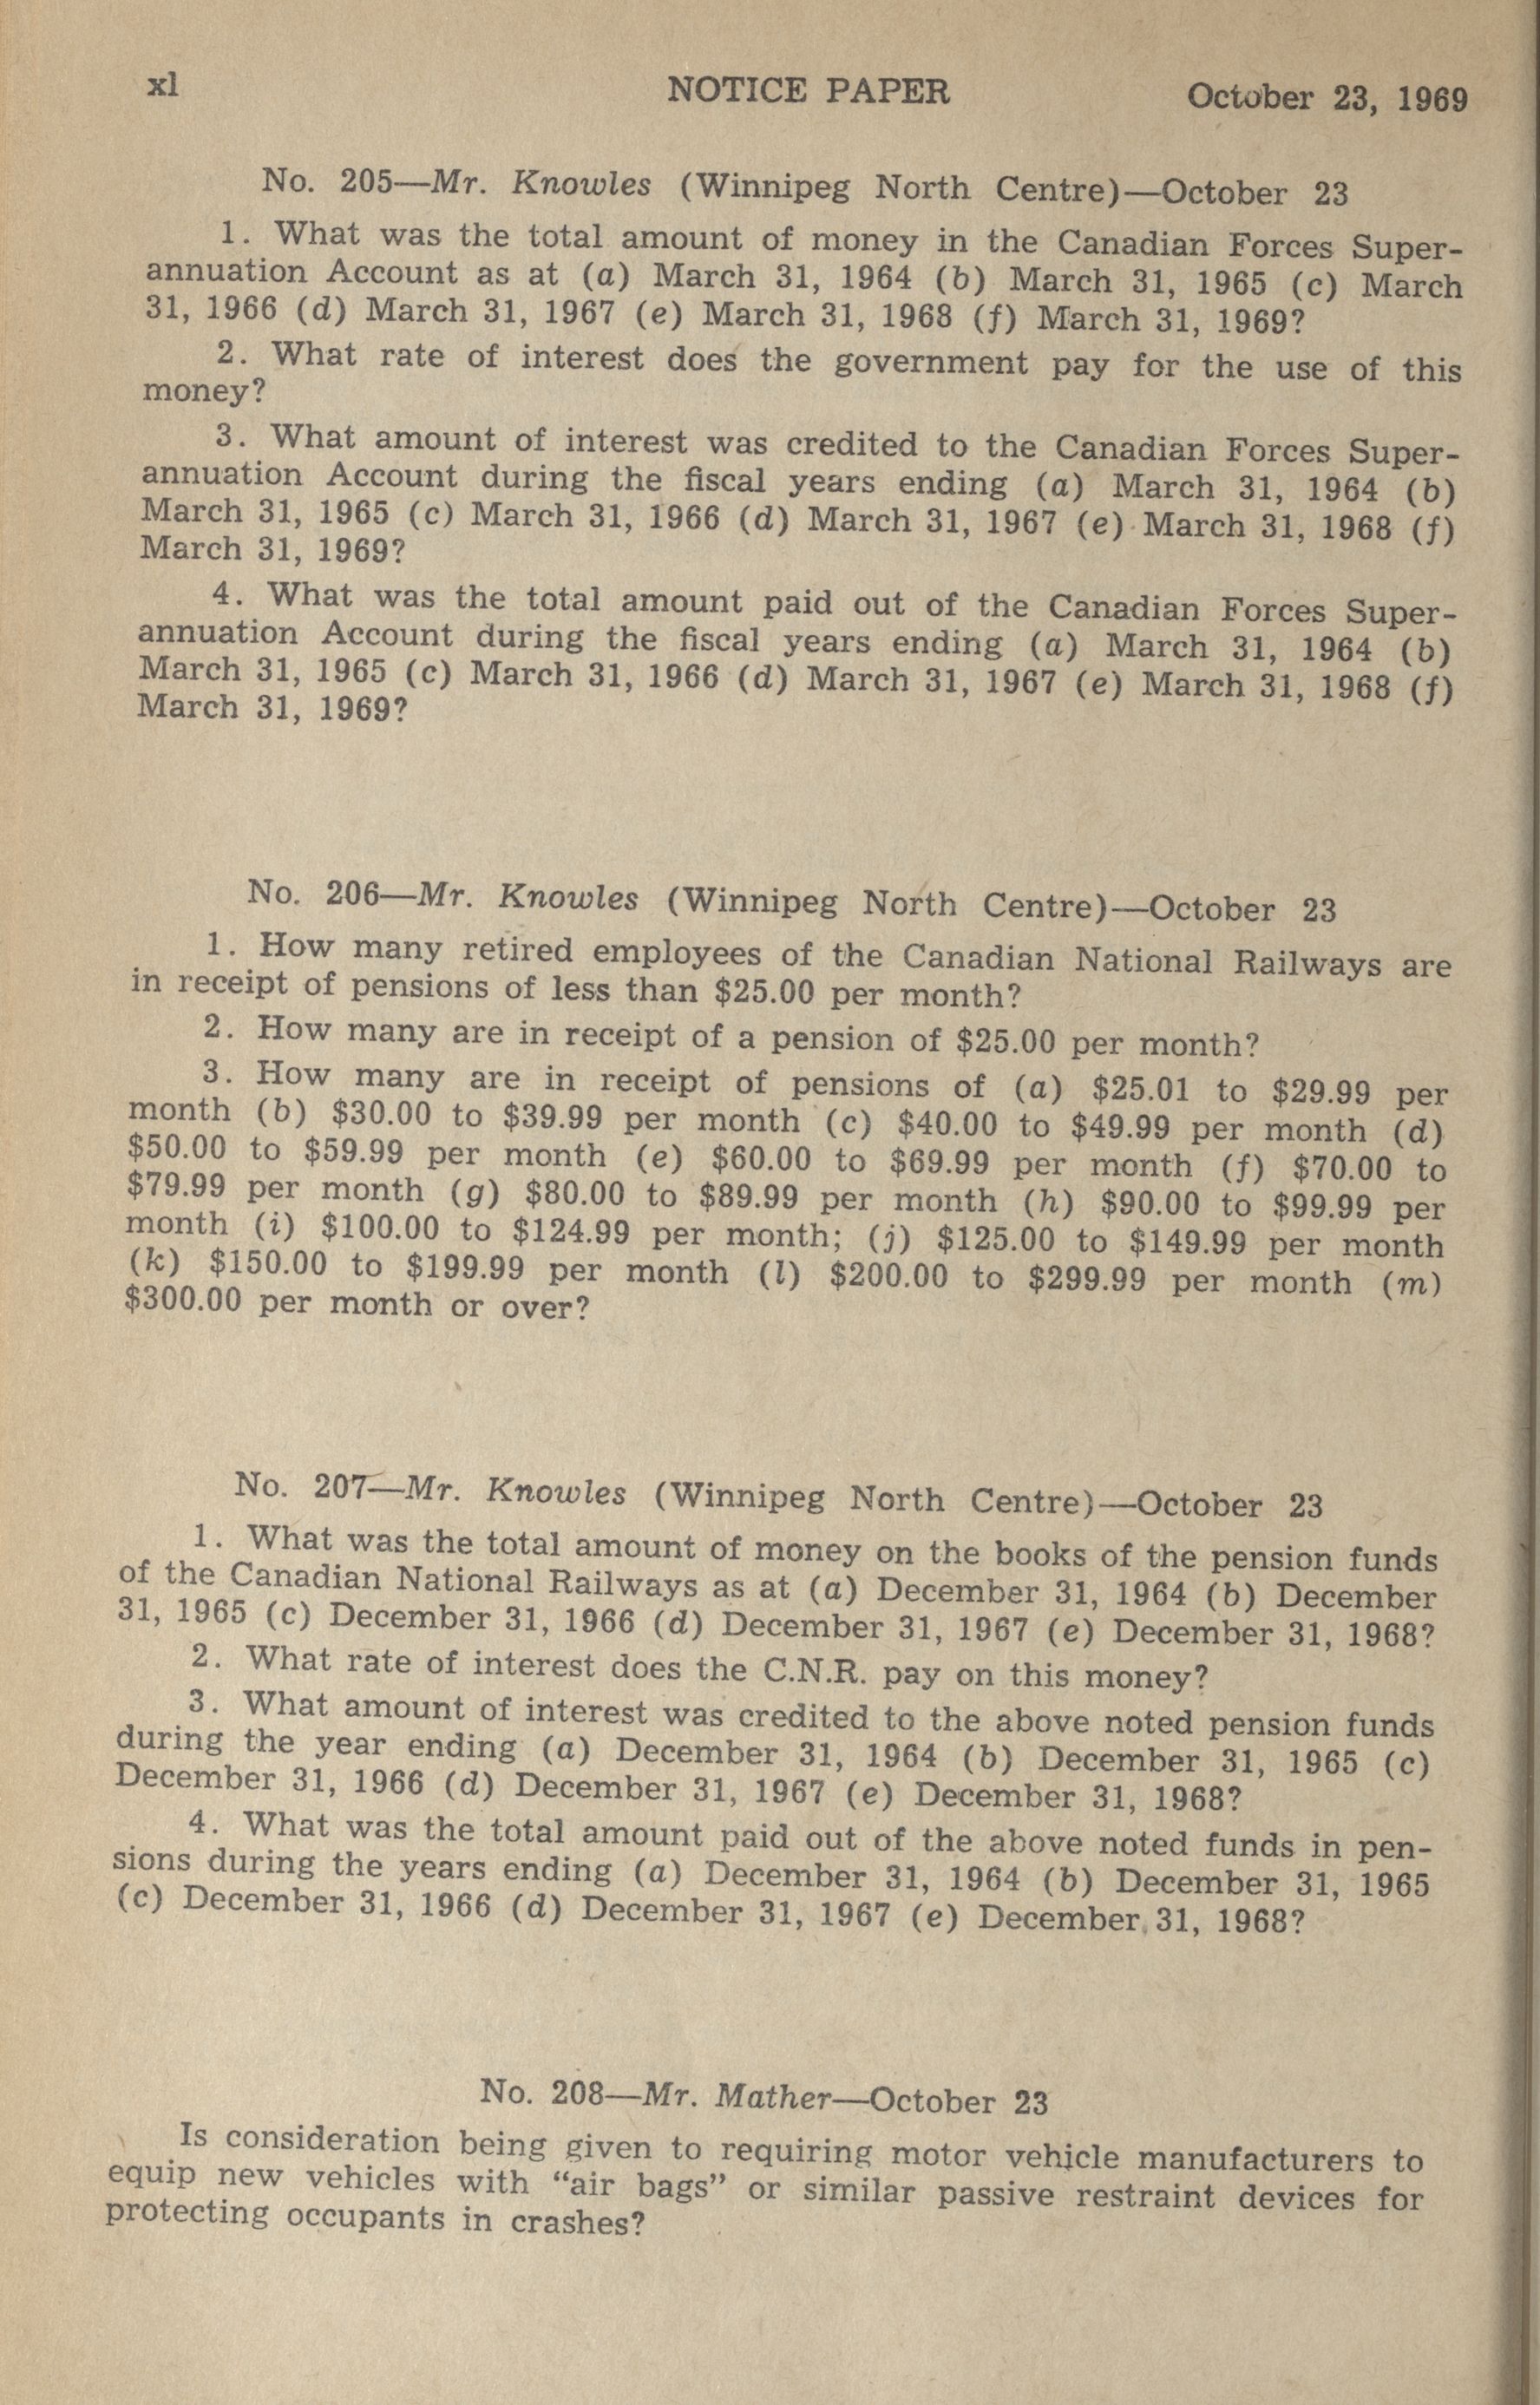 xl NOTICE PAPER October 23, 1969
No. 205—Mr. Knowles (Winnipeg North Centre)—October 23
1. What was the total amount of money in the Canadian Forces Super-
annuation Account as at (a) March 31, 1964 (b) March 31, 1965 (c) March
31, 1966 (d) March 31, 1967 (e) March 31, 1968 (f) March 31, 1969?
2. What rate of interest does the government pay for the use of this
money?
3. What amount of interest was credited to the Canadian Forces Super-
annuation Account during the fiscal years ending (a) March 31, 1964 (b)
March 31, 1965 (c) March 31, 1966 (d) March 31, 1967 (e) March 31, 1968 (f)
March 31, 1969?
4. What was the total amount paid out of the Canadian Forces Super-
annuation Account during the fiscal years ending (a) March 31, 1964 (b)
March 31, 1965 (c) March 31, 1966 (d) March 31, 1967 (e) March 31, 1968 (f)
March 31, 1969?
No. 206—Mr. Knowles (Winnipeg North Centre)—October 23
1. How many retired employees of the Canadian National Railways are
in receipt of pensions of less than $25.00 per month?
2. How many are in receipt of a pension of $25.00 per month?
3. How many are in receipt of pensions of (a) $25.01 to $29.99 per
month (b) $30.00 to $39.99 per month (c) $40.00 to $49.99 per month (d)
$50.00 to $59.99 per month (e) $60.00 to $69.99 per month (f) $70.00 to
$79.99 per month (g) $80.00 to $89.99 per month (h) $90.00 to $99.99 per
month (i) $100.00 to $124.99 per month; (j) $125.00 to $149.99 per month
(k) $150.00 to $199.99 per month (l) $200.00 to $299.99 per month (m)
$300.00 per month or over?
No. 207—Mr. Knowles (Winnipeg North Centre)—October 23
1. What was the total amount of money on the books of the pension funds
of the Canadian National Railways as at (a) December 31, 1964 (b) December
31, 1965 (c) December 31, 1966 (d) December 31, 1967 (e) December 31, 1968?
2. What rate of interest does the C.N.R. pay on this money?
3. What amount of interest was credited to the above noted pension funds
during the year ending (a) December 31, 1964 (b) December 31, 1965 (c)
December 31, 1966 (d) December 31, 1967 (e) December 31, 1968?
4. What was the total amount paid out of the above noted funds in pen-
sions during the years ending (a) December 31, 1964 (b) December 31, 1965
(c) December 31, 1966 (d) December 31, 1967 (e) December 31, 1968?
No. 208—Mr. Mather—October 23
Is consideration being given to requiring motor vehicle manufacturers to
equip new vehicles with “air bags” or similar passive restraint devices for
protecting occupants in crashes?